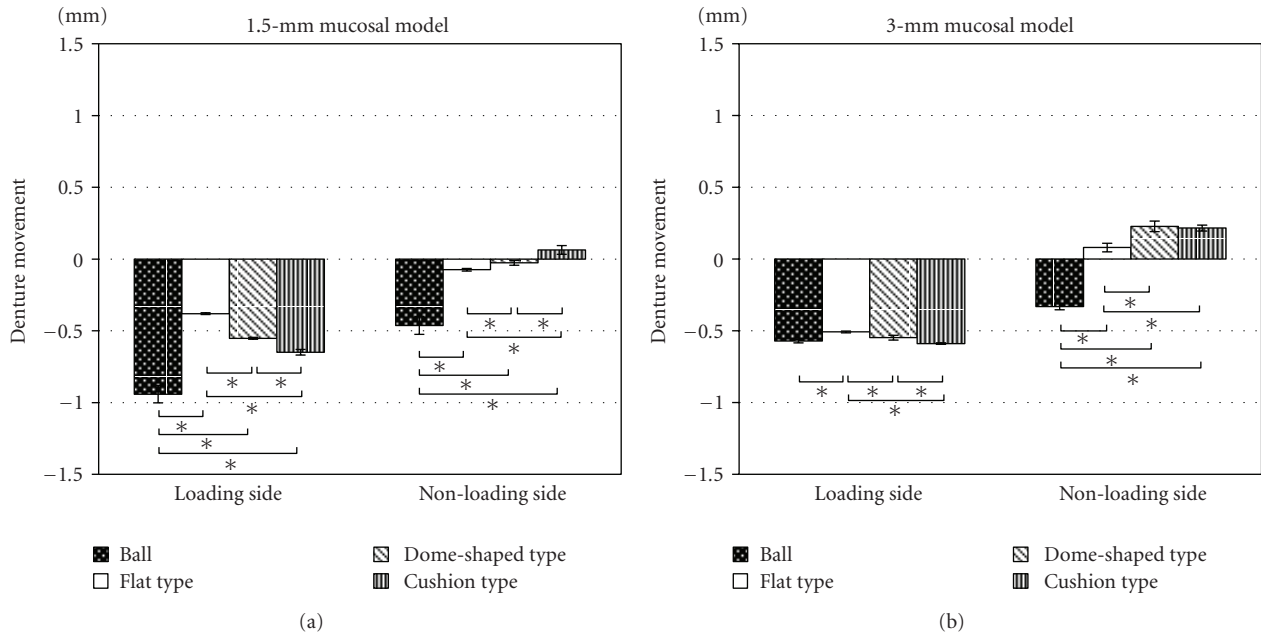 (mm)
1.5-mm mucosal model
1.5
1
0.5
0
−0.5
−1
−1.5
Denture movement
* * * * * *
* * * * * *
Loading side
Non-loading side
Ball
Flat type
Dome-shaped type
Cushion type
(a)
(mm)
3-mm mucosal model
1.5
1
0.5
0
−0.5
−1
−1.5
Denture movement
* * * *
* * * * *
Loading side
Non-loading side
Ball
Flat type
Dome-shaped type
Cushion type
(b)